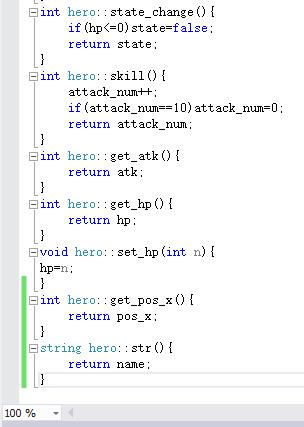 }
int hero::state_change(){
if(hp<=0)state=false;
return state;
}
int hero::skill(){
attack_num++;
if(attack_num==10)attack_num=0;
return attack_num;
}
int hero::get_atk(){
return atk;
}
int hero::get_hp(){
return hp;
}
void hero::set_hp(int n){
hp=n;
}
int hero::get_pos_x(){
return pos_x;
}
string hero::str(){
return name;
}
100 %